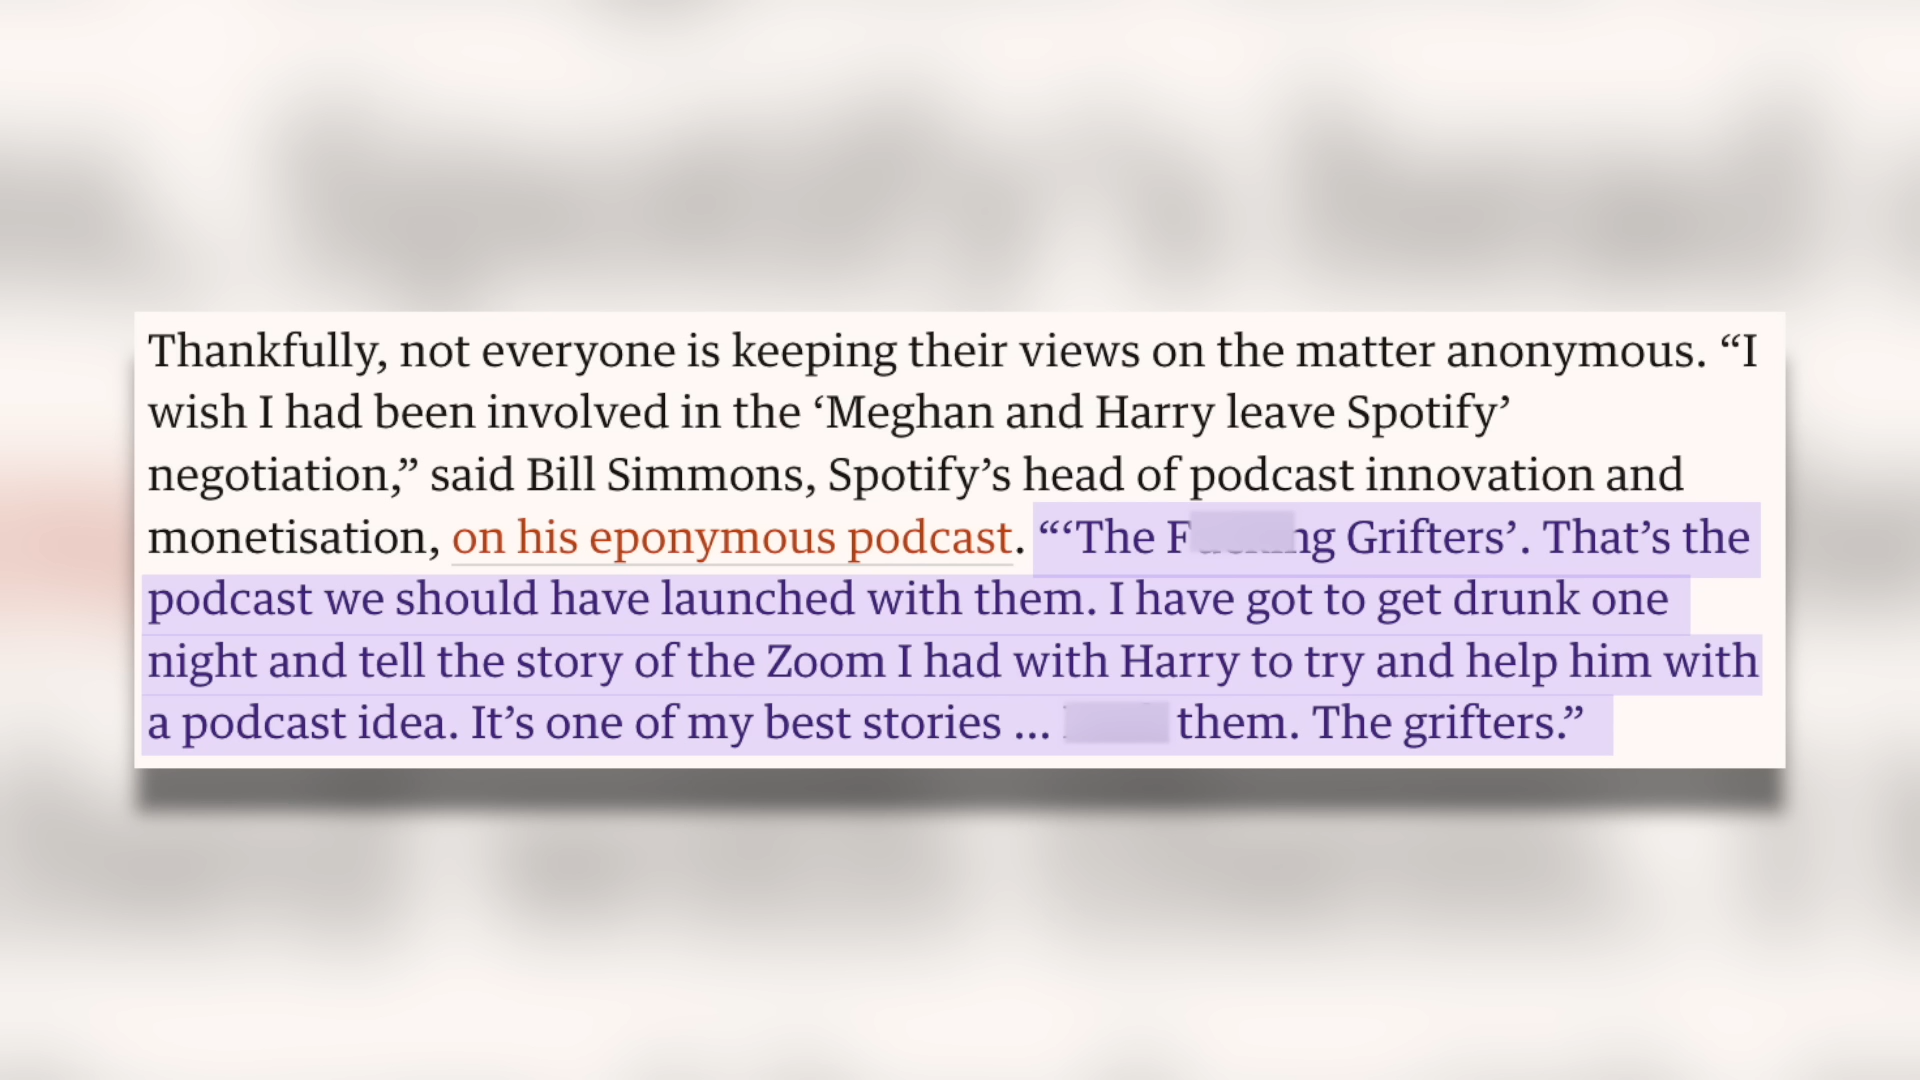 Thankfully, not everyone is keeping their views on the matter anonymous. “I
wish I had been involved in the ‘Meghan and Harry leave Spotify’
negotiation,” said Bill Simmons, Spotify’s head of podcast innovation and
monetisation, on his eponymous podcast. “‘The F ng Grifters’. That’s the
podcast we should have launched with them. I have got to get drunk one
night and tell the story of the Zoom I had with Harry to try and help him with
a podcast idea. It’s one of my best stories ... them. The grifters.”